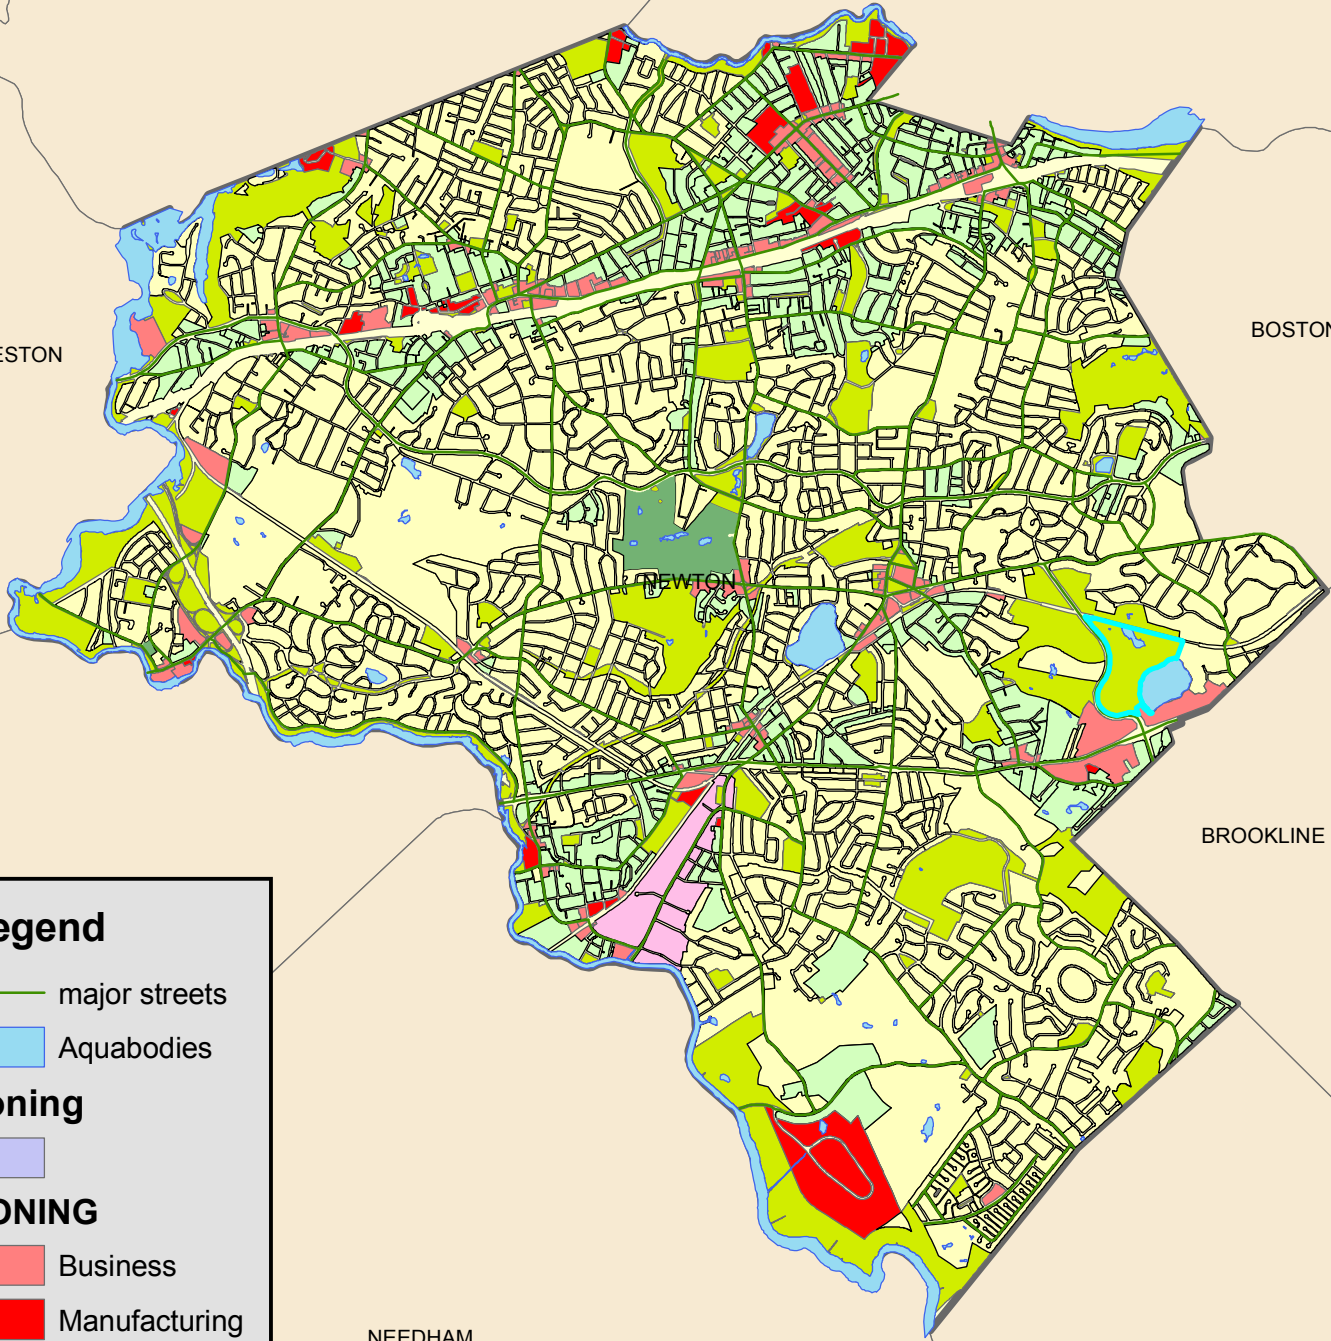 ESTON
BOSTON
NEWTON
BROOKLINE
egend
major streets
Aquabodies
oning
ONING
Business
Manufacturing
NEEDHAM